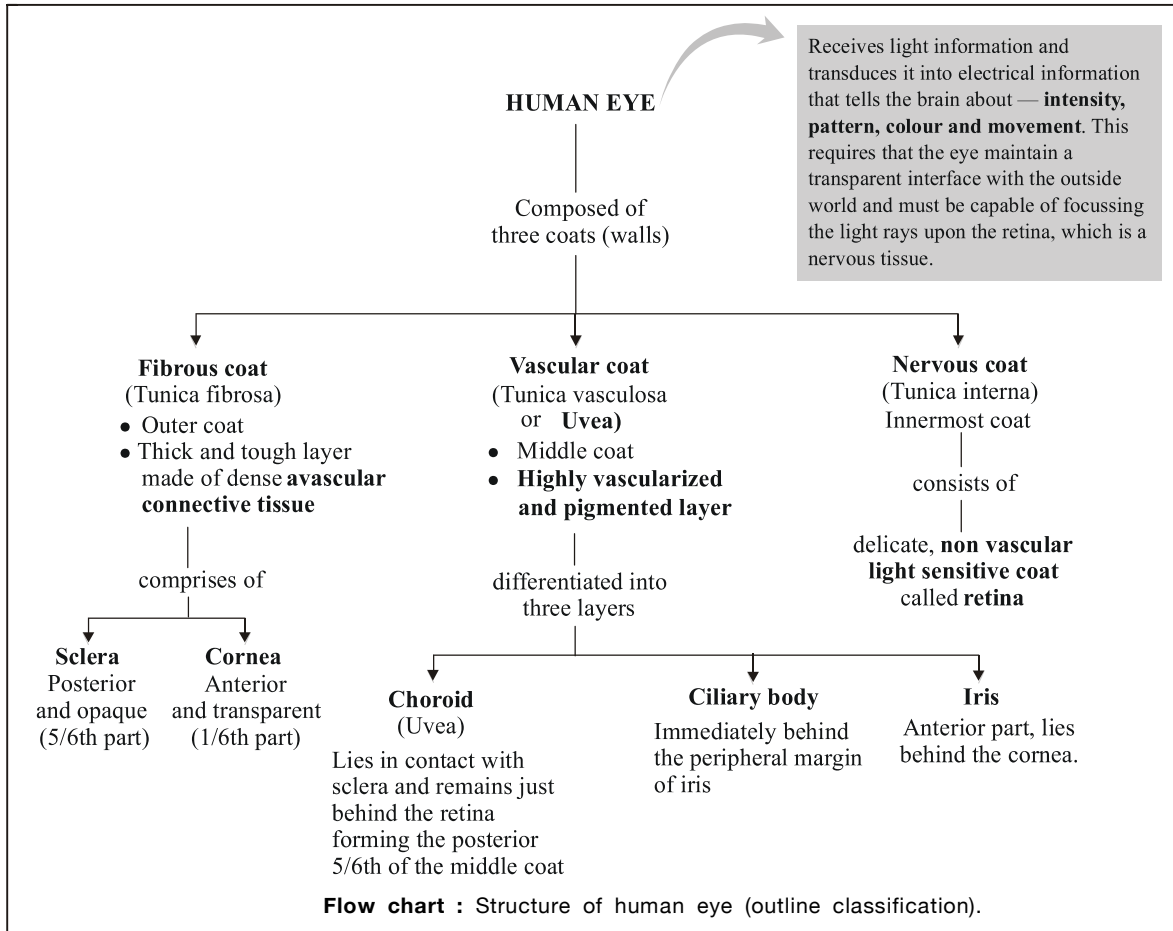 HUMAN EYE
Receives light information and
transduces it into electrical information
that tells the brain about — intensity,
pattern, colour and movement. This
requires that the eye maintain a
transparent interface with the outside
world and must be capable of focussing
the light rays upon the retina, which is a
nervous tissue.
Composed of
three coats (walls)
Fibrous coat
(Tunica fibrosa)
● Outer coat
● Thick and tough layer
made of dense avascular
connective tissue
comprises of
Sclera
Posterior
and opaque
(5/6th part)
Cornea
Anterior
and transparent
(1/6th part)
Vascular coat
(Tunica vasculosa
or Uvea)
● Middle coat
● Highly vascularized
and pigmented layer
differentiated into
three layers
Choroid
(Uvea)
Lies in contact with
sclera and remains just
behind the retina
forming the posterior
5/6th of the middle coat
Ciliary body
Immediately behind
the peripheral margin
of iris
Iris
Anterior part, lies
behind the cornea.
Nervous coat
(Tunica interna)
Innermost coat
consists of
delicate, non vascular
light sensitive coat
called retina
Flow chart : Structure of human eye (outline classification).